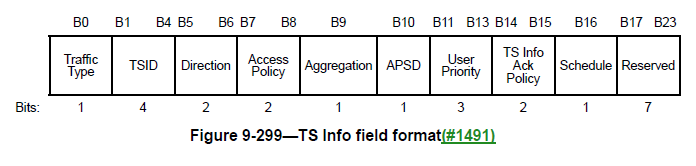 B0 B1 B4 B5 B6 B7 B8 B9 B10 B11 B13 B14 B15 B16 B17 B23
Traffic Type TSID Direction Access Policy Aggregation APSD User Priority TS Info Ack Policy Schedule Reserved
Bits: 1 4 2 2 1 1 3 2 1 7
Figure 9-299—TS Info field format(#1491)